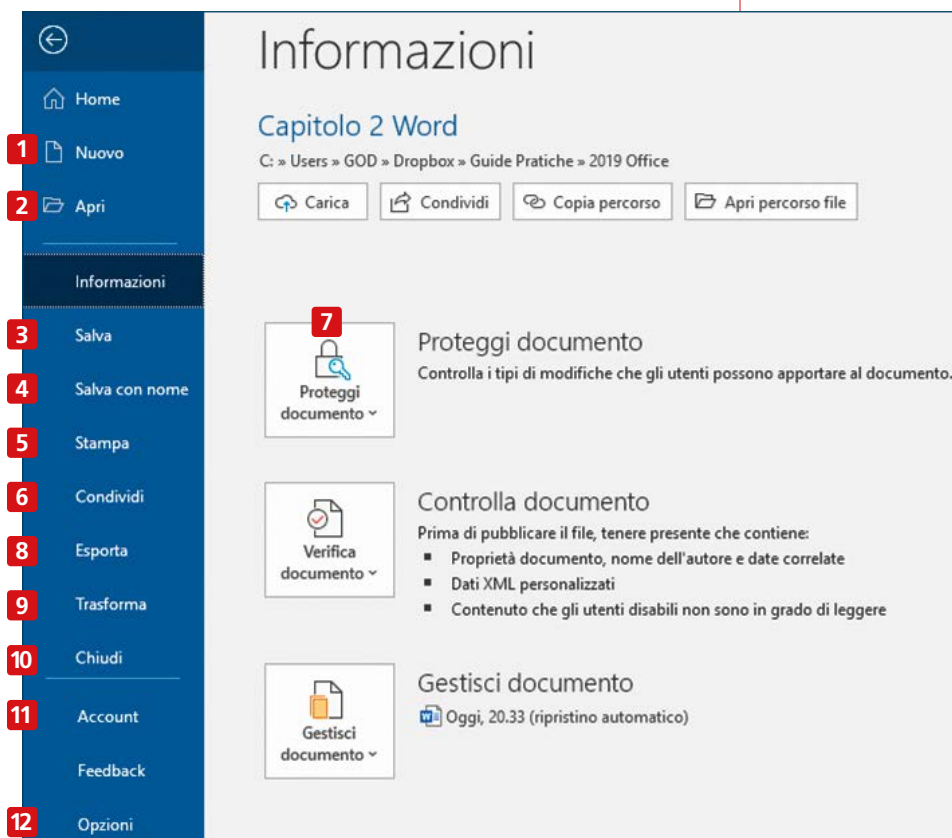 Informazioni
Home
Capitolo 2 Word
1 Nuovo
C: » Users » GOD » Dropbox » Guide Pratiche » 2019 Office
2 Apri
Carica Condividi Copia percorso Apri percorso file
Informazioni
3 Salva
4 Salva con nome
5 Stampa
6 Condividi
8 Esporta
9 Trasforma
10 Chiudi
11 Account
Feedback
12 Opzioni
7
Proteggi
documento
Proteggi documento
Controlla i tipi di modifiche che gli utenti possono apportare al documento.
Verifica
documento
Controlla documento
Prima di pubblicare il file, tenere presente che contiene:
▪ Proprietà documento, nome dell'autore e date correlate
▪ Dati XML personalizzati
▪ Contenuto che gli utenti disabili non sono in grado di leggere
Gestisci
documento
Gestisci documento
Oggi, 20.33 (ripristino automatico)